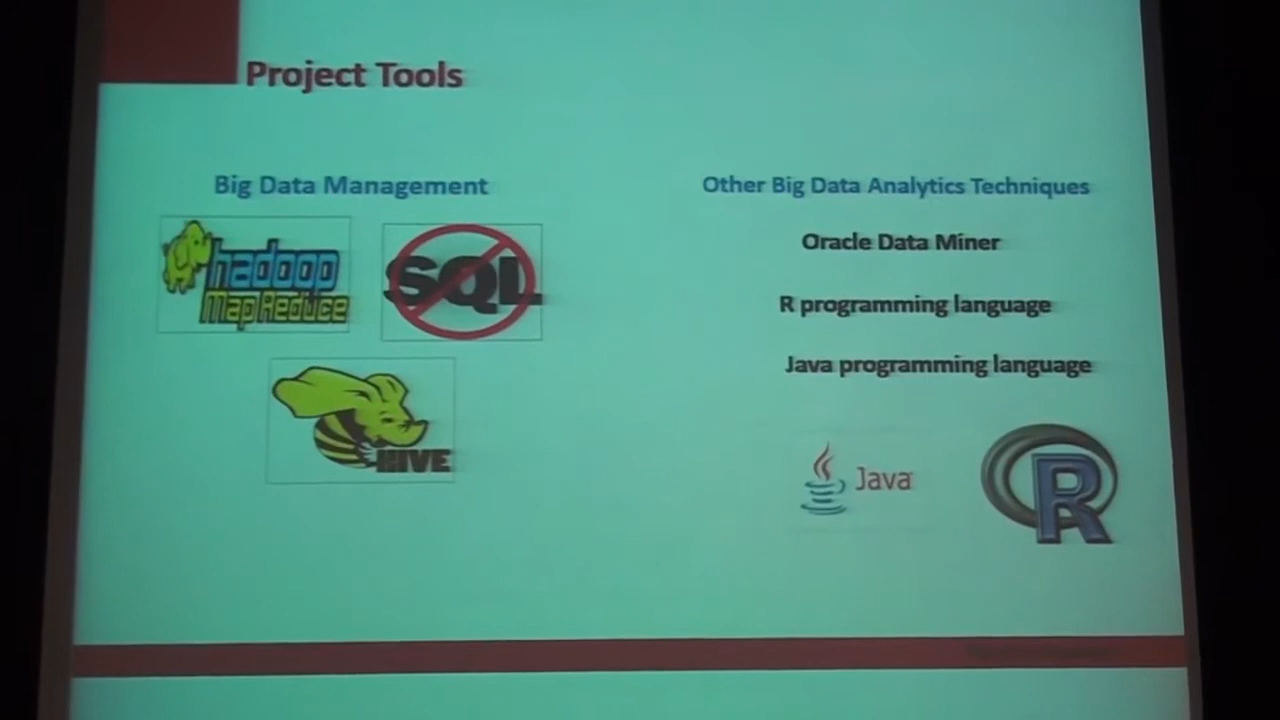 Project Tools
Big Data Management
hadoop
MapReduce
SQL
HIVE
Other Big Data Analytics Techniques
Oracle Data Miner
R programming language
Java programming language
Java
R